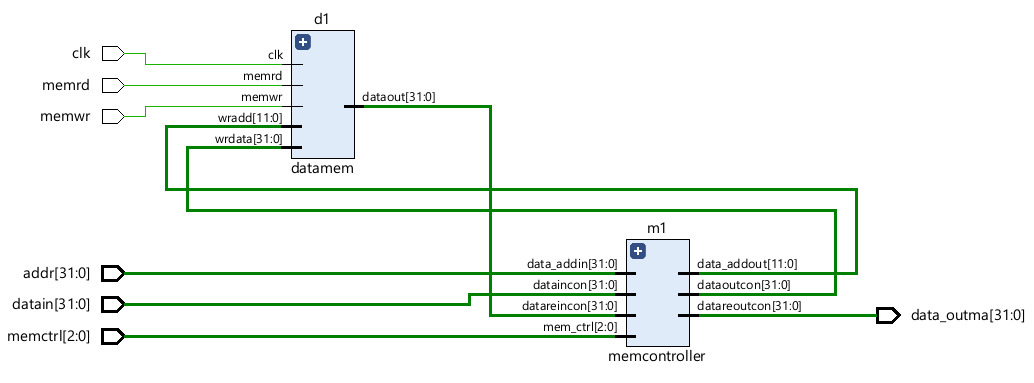 d1
clk
clk
memrd
memrd
memwr
memwr
dataout[31:0]
wradd[11:0]
wrdata[31:0]
datamem
m1
addr[31:0]
data_addin[31:0]
data_addout[11:0]
datain[31:0]
dataincon[31:0]
dataoutcon[31:0]
datareincon[31:0]
datareoutcon[31:0]
data_outma[31:0]
memctrl[2:0]
mem_ctrl[2:0]
memcontroller